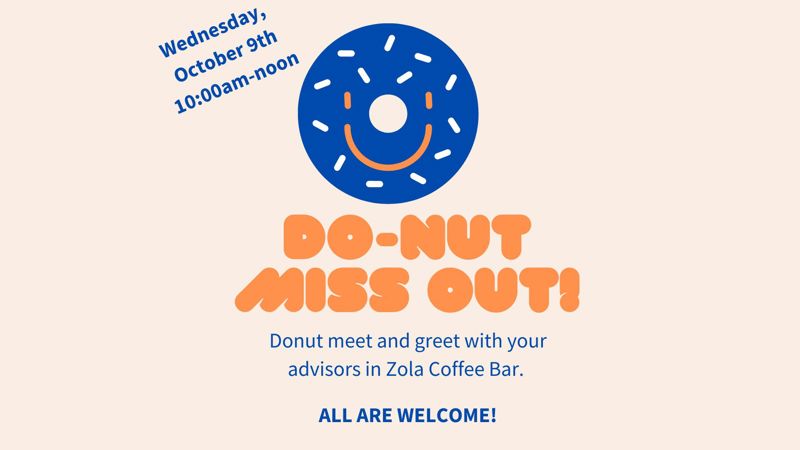 Wednesday,
October 9th
10:00am-noon
DO-NUT
MISS OUT!
Donut meet and greet with your
advisors in Zola Coffee Bar.
ALL ARE WELCOME!